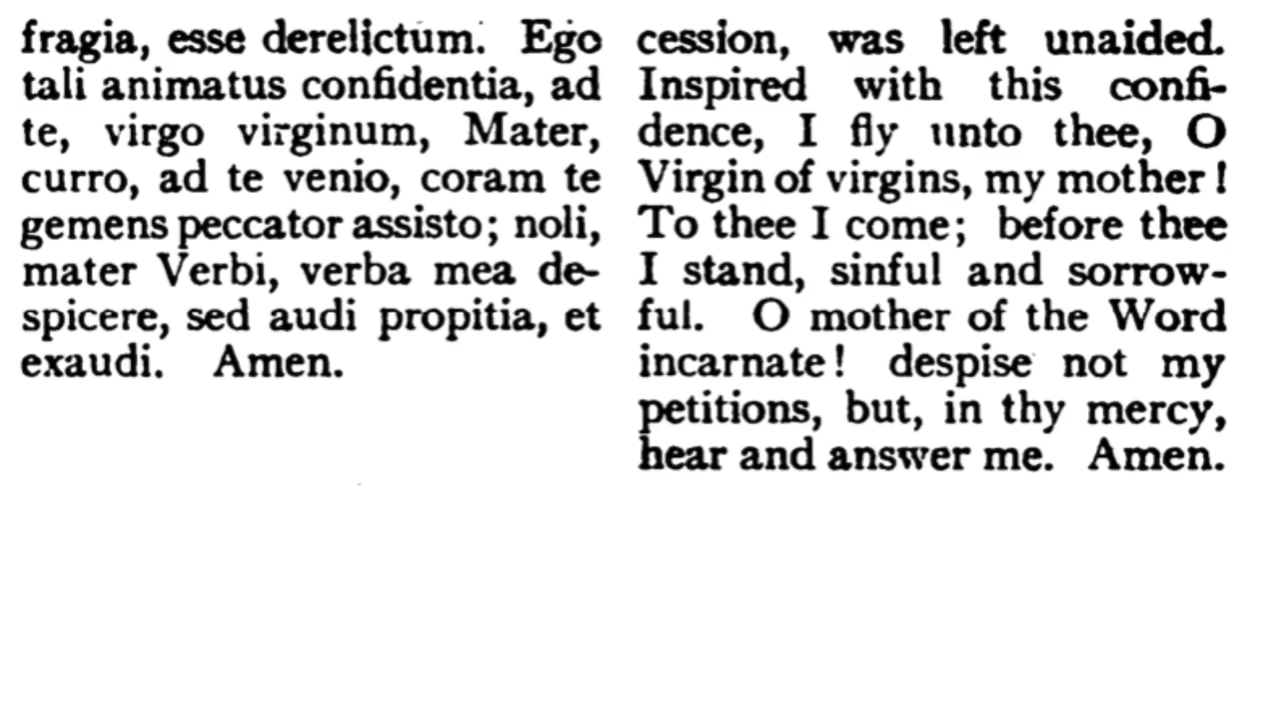 fragia, esse derelictum. Ego
tali animatus confidentia, ad
te, virgo virginum, Mater,
curro, ad te venio, coram te
gemens peccator assisto; noli,
mater Verbi, verba mea de-
spicere, sed audi propitia, et
exaudi. Amen.
cession, was left unaided.
Inspired with this confi-
dence, I fly unto thee, O
Virgin of virgins, my mother!
To thee I come; before thee
I stand, sinful and sorrow-
ful. O mother of the Word
incarnate! despise not my
petitions, but, in thy mercy,
hear and answer me. Amen.